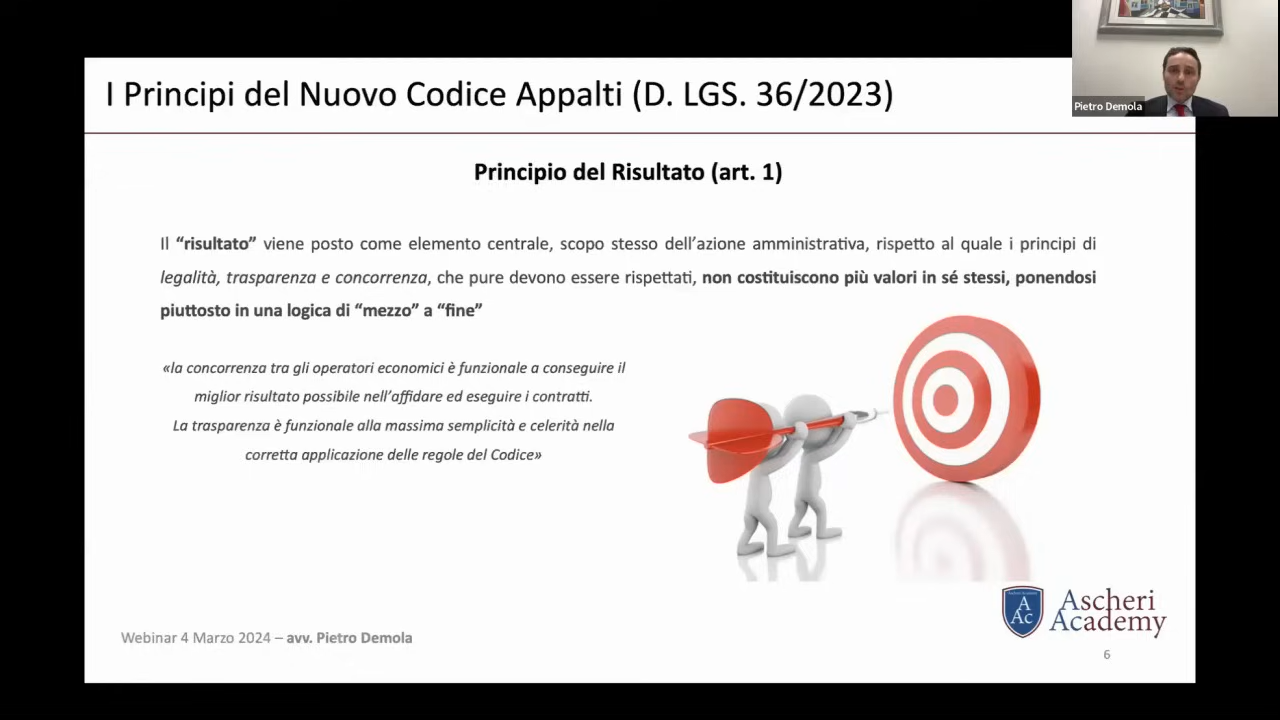 I Principi del Nuovo Codice Appalti (D. LGS. 36/2023)
Pietro Demola
Principio del Risultato (art. 1)
Il “risultato” viene posto come elemento centrale, scopo stesso dell’azione amministrativa, rispetto al quale i principi di
legalità, trasparenza e concorrenza, che pure devono essere rispettati, non costituiscono più valori in sé stessi, ponendosi
piuttosto in una logica di “mezzo” a “fine”
«la concorrenza tra gli operatori economici è funzionale a conseguire il
miglior risultato possibile nell’affidare ed eseguire i contratti.
La trasparenza è funzionale alla massima semplicità e celerità nella
corretta applicazione delle regole del Codice»
A
Ac
Ascheri
Academy
Webinar 4 Marzo 2024 – avv. Pietro Demola
6